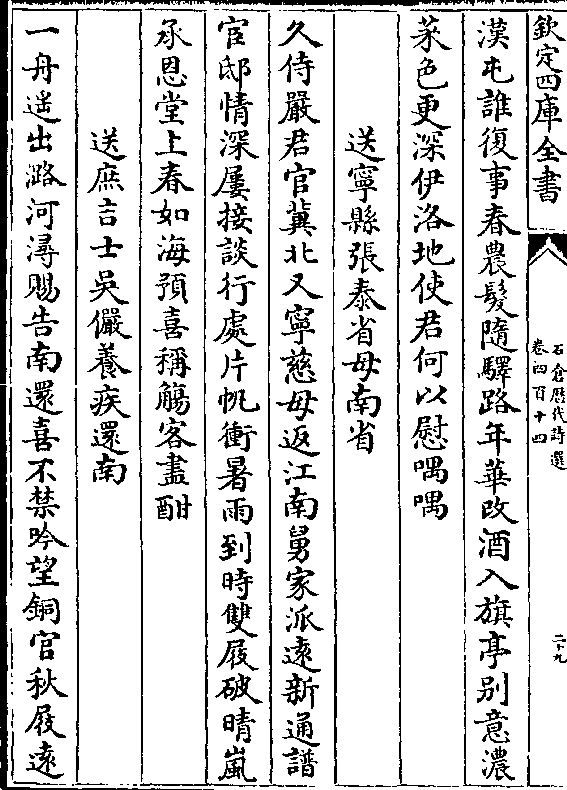 欽定四庫全書
石倉歷代詩選
卷四百十四
二十九
漢屯誰復事春農髮隨驛路年華改酒入旗亭别意濃
菜色更深伊洛地使君何以慰喁喁
送寧縣張泰省母南省
久侍嚴君官冀北又寧慈母返江南舅家派逺新通譜
宦邸情深屢接談行處片帆衝暑雨到時雙屐破晴嵐
承恩堂上春如海預喜稱觴客盡酣
送庶吉士吳儼養疾還南
一舟遥出潞河潯賜告南還喜不禁吟望銅官秋屐逺